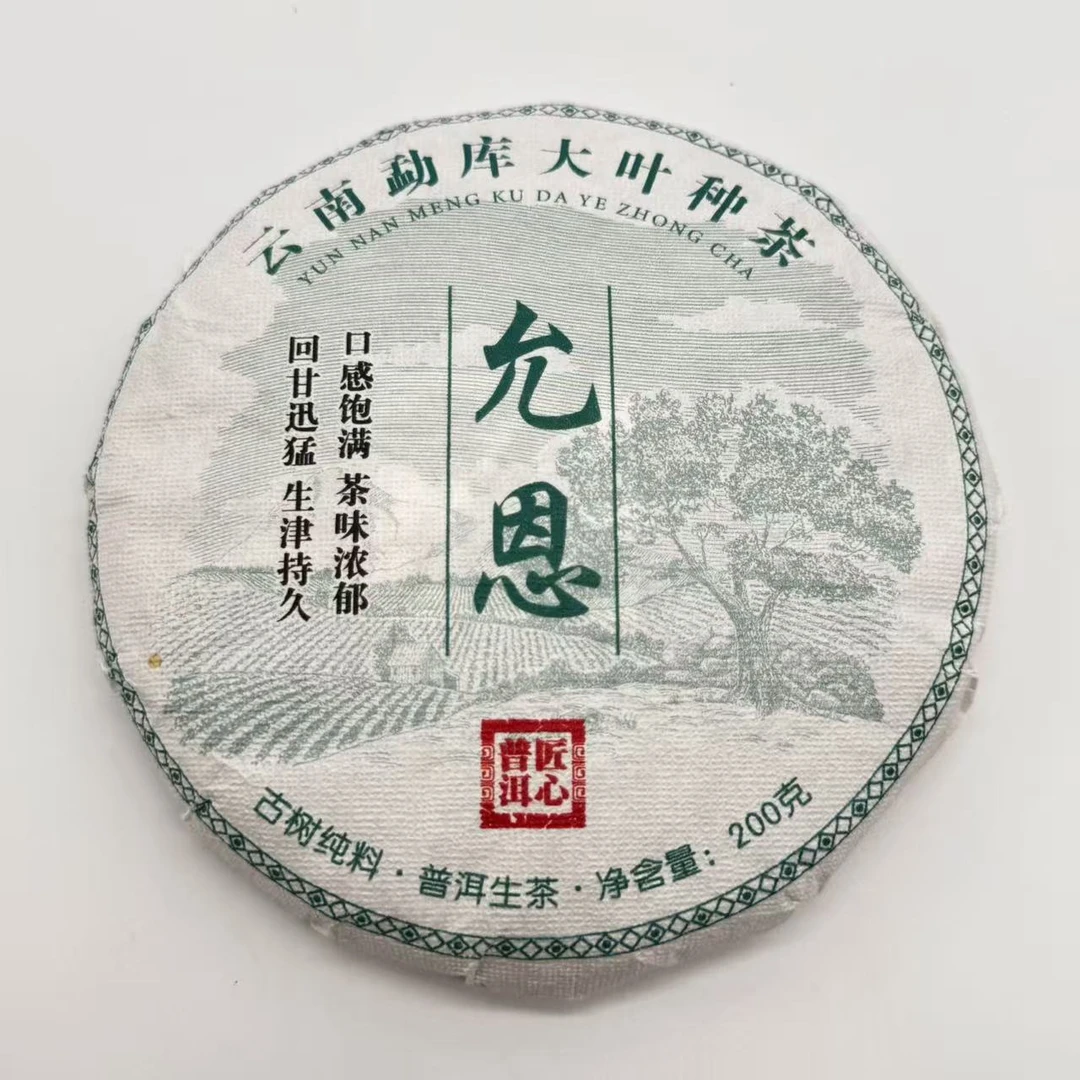 云南勐库大叶种茶
YUN NAN MENG KU DA YE ZHONG CHA
允恩
口感饱满 茶味浓郁
回甘迅猛 生津持久
匠心
普洱
古树纯料·普洱生茶·净含量：200克